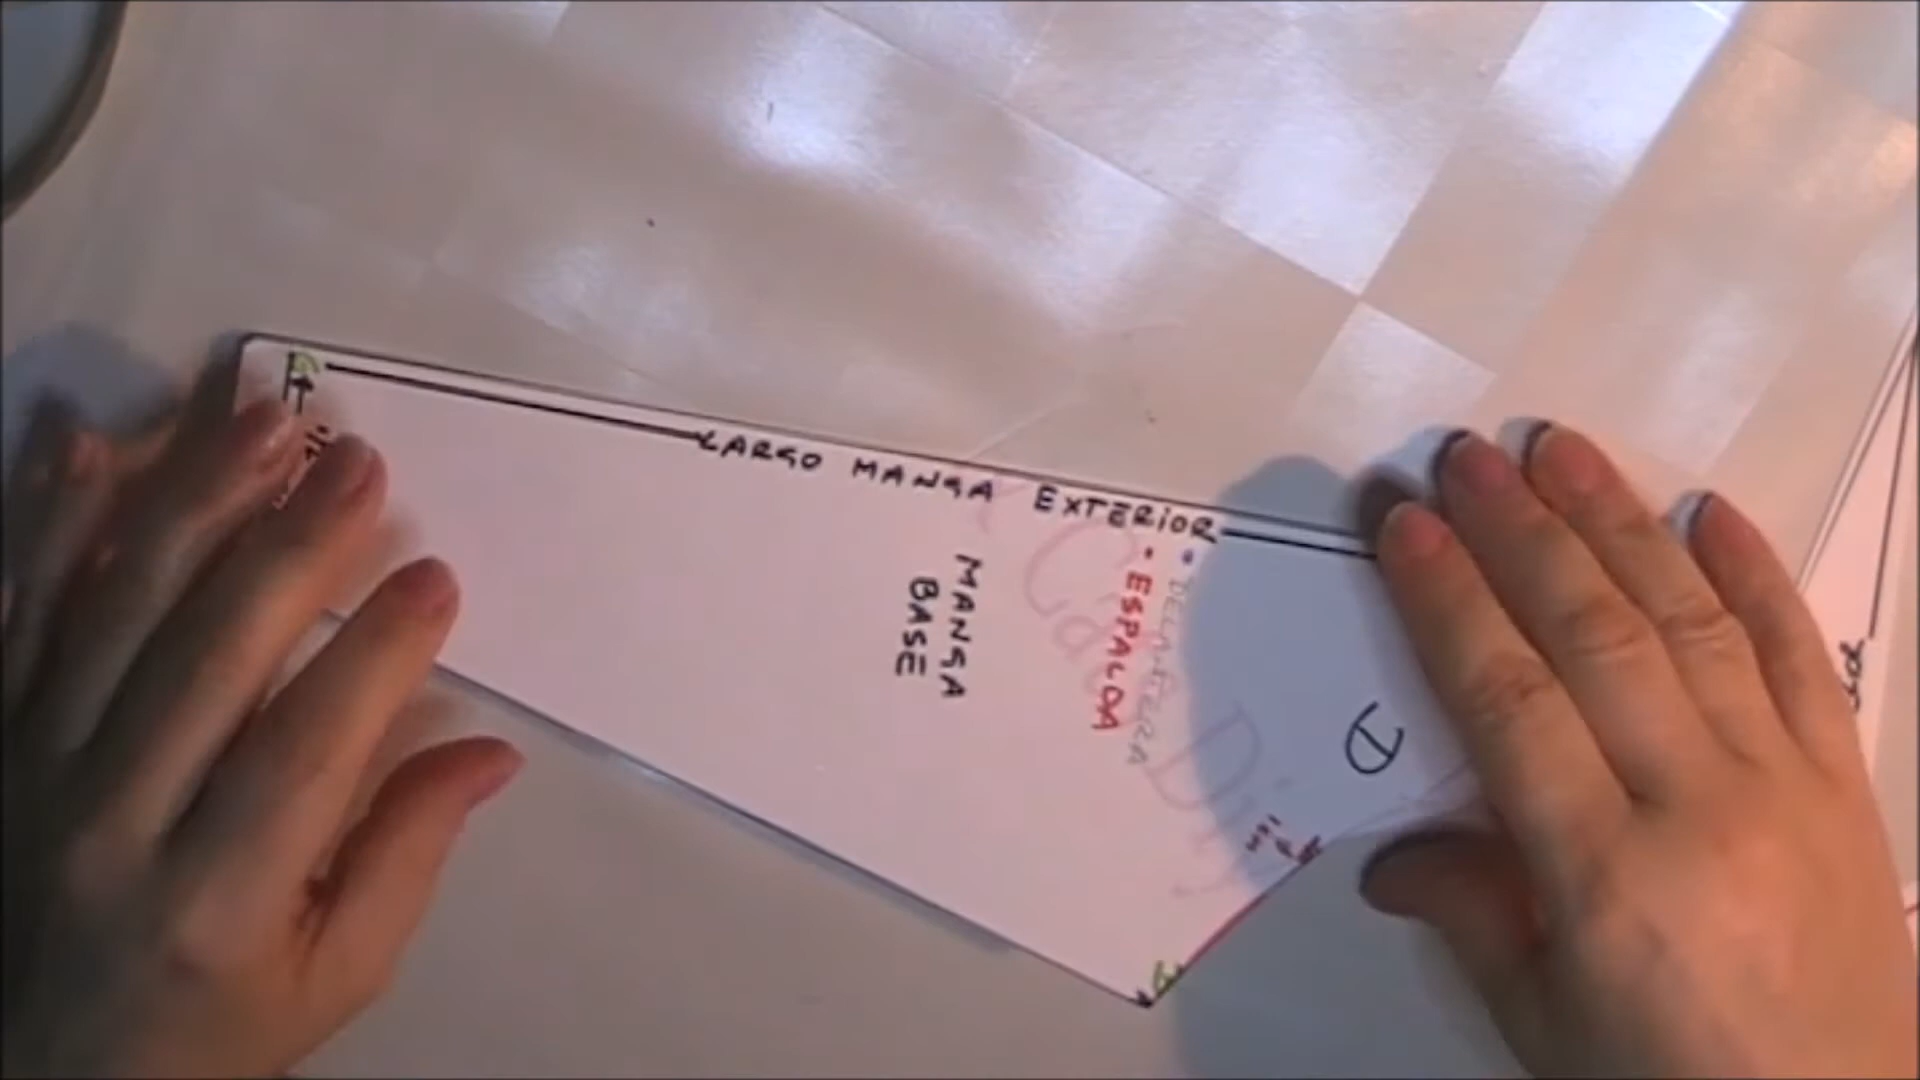 LARGO MANGA EXTERIOR
• DELANTERA
• ESPALDA
MANGA
BASE
D